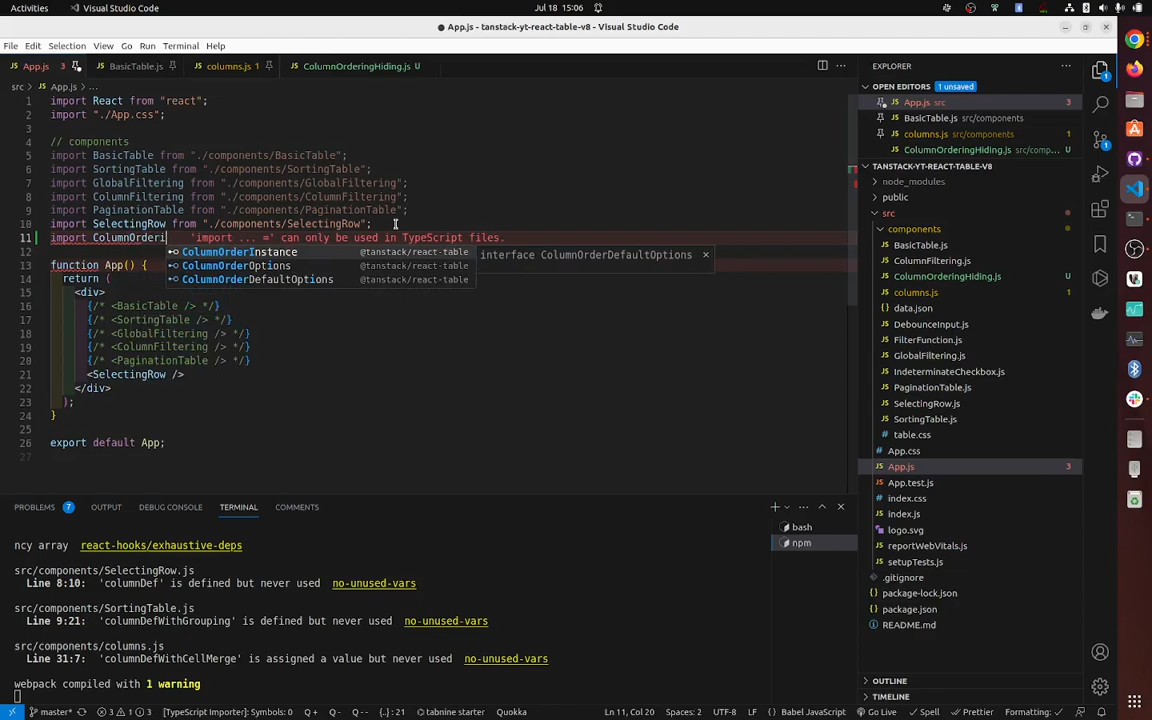 Activities Visual Studio Code Jul 18 15:06
App.js - tanstack-yt-react-table-v8 - Visual Studio Code
File Edit Selection View Go Run Terminal Help
App.js 3 BasicTable.js columns.js 1 ColumnOrderingHiding.js U
src > App.js > ...
1 import React from "react";
2 import "./App.css";
3
4 // components
5 import BasicTable from "./components/BasicTable";
6 import SortingTable from "./components/SortingTable";
7 import GlobalFiltering from "./components/GlobalFiltering";
8 import ColumnFiltering from "./components/ColumnFiltering";
9 import PaginationTable from "./components/PaginationTable";
10 import SelectingRow from "./components/SelectingRow";
11 import ColumnOrderi 'import ... =' can only be used in TypeScript files.
ColumnOrderInstance @tanstack/react-table interface ColumnOrderDefaultOptions
ColumnOrderOptions @tanstack/react-table
ColumnOrderDefaultOptions @tanstack/react-table
12
13 function App() {
14 return (
15 <div>
16 {/* <BasicTable /> */}
17 {/* <SortingTable /> */}
18 {/* <GlobalFiltering /> */}
19 {/* <ColumnFiltering /> */}
20 {/* <PaginationTable /> */}
21 <SelectingRow />
22 </div>
23 );
24 }
25
26 export default App;
27
PROBLEMS 7 OUTPUT DEBUG CONSOLE TERMINAL COMMENTS
bash
npm
ncy array react-hooks/exhaustive-deps
src/components/SelectingRow.js
Line 8:10: 'columnDef' is defined but never used no-unused-vars
src/components/SortingTable.js
Line 9:21: 'columnDefWithGrouping' is defined but never used no-unused-vars
src/components/columns.js
Line 31:7: 'columnDefWithCellMerge' is assigned a value but never used no-unused-vars
webpack compiled with 1 warning
EXPLORER
OPEN EDITORS 1 unsaved
App.js src 3
BasicTable.js src/components
columns.js src/components 1
ColumnOrderingHiding.js src/comp... U
TANSTACK-YT-REACT-TABLE-V8
node_modules
public
src
components
BasicTable.js
ColumnFiltering.js
ColumnOrderingHiding.js U
columns.js 1
data.json
DebounceInput.js
FilterFunction.js
GlobalFiltering.js
IndeterminateCheckbox.js
PaginationTable.js
SelectingRow.js
SortingTable.js
table.css
App.css
App.js 3
App.test.js
index.css
index.js
logo.svg
reportWebVitals.js
setupTests.js
.gitignore
package-lock.json
package.json
README.md
OUTLINE
TIMELINE
master* 3 1 3 [TypeScript Importer]: Symbols: 0 Q+ Q- Q-- {..: 21 tabnine starter Quokka Ln 11, Col 20 Spaces: 2 UTF-8 LF {} Babel JavaScript Go Live Spell Prettier Formatting: ✓